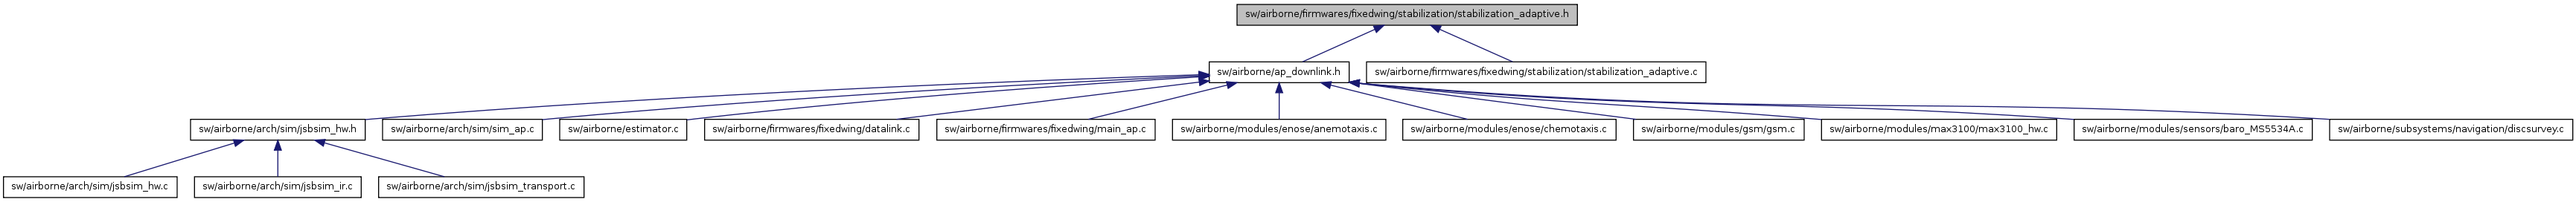 sw/airborne/firmwares/fixedwing/stabilization/stabilization_adaptive.h
sw/airborne/ap_downlink.h
sw/airborne/firmwares/fixedwing/stabilization/stabilization_adaptive.c
sw/airborne/arch/sim/jsbsim_hw.h
sw/airborne/arch/sim/sim_ap.c
sw/airborne/estimator.c
sw/airborne/firmwares/fixedwing/datalink.c
sw/airborne/firmwares/fixedwing/main_ap.c
sw/airborne/modules/enose/anemotaxis.c
sw/airborne/modules/enose/chemotaxis.c
sw/airborne/modules/gsm/gsm.c
sw/airborne/modules/max3100/max3100_hw.c
sw/airborne/modules/sensors/baro_MS5534A.c
sw/airborne/subsystems/navigation/discsurvey.c
sw/airborne/arch/sim/jsbsim_hw.c
sw/airborne/arch/sim/jsbsim_ir.c
sw/airborne/arch/sim/jsbsim_transport.c